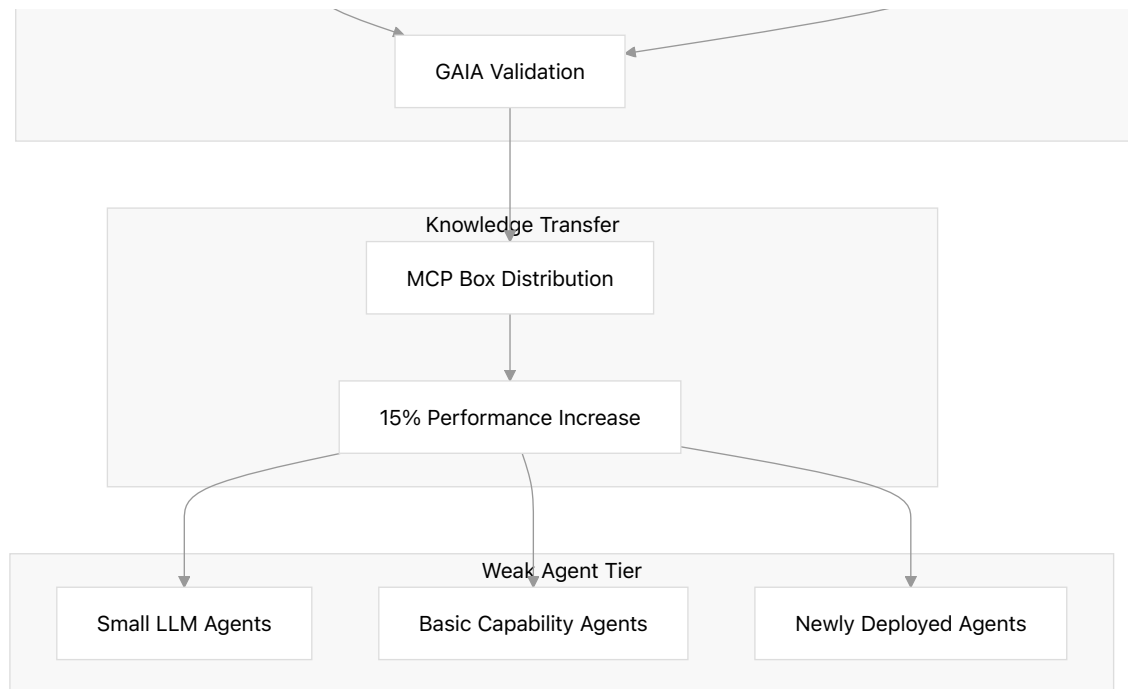 GAIA Validation
Knowledge Transfer
MCP Box Distribution
15% Performance Increase
Weak Agent Tier
Small LLM Agents
Basic Capability Agents
Newly Deployed Agents